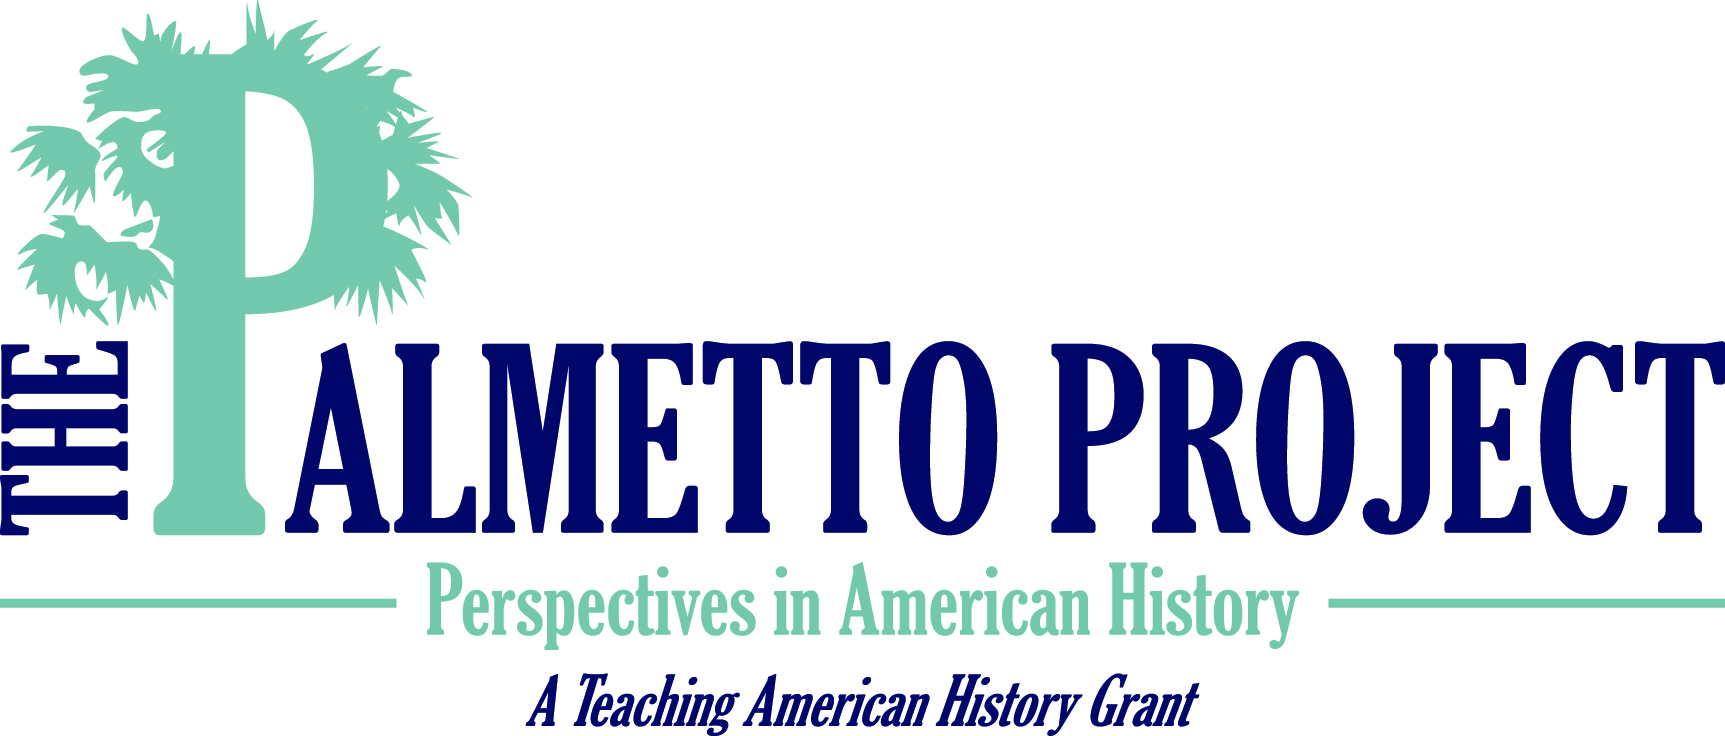 THE PALMETTO PROJECT
Perspectives in American History
A Teaching American History Grant